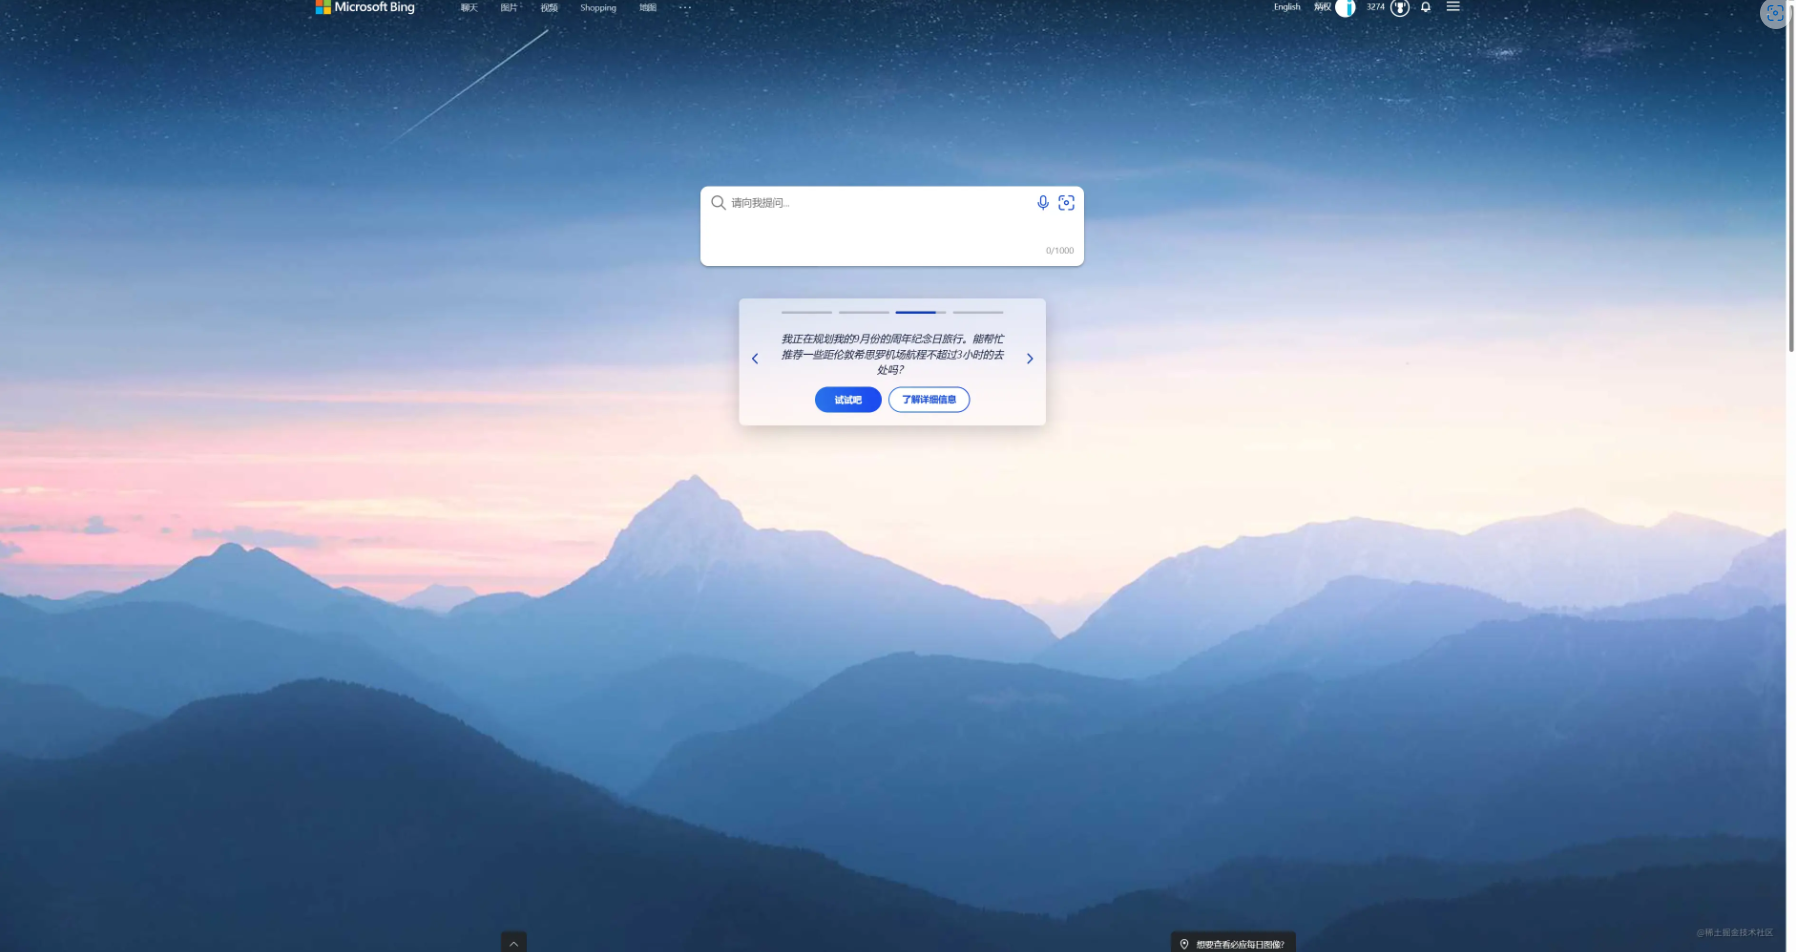 Microsoft Bing
聊天
图片
视频
Shopping
地图
...
English
炳权
3274
请向我提问...
0/1000
我正在规划我的9月份的周年纪念日旅行。能帮忙
推荐一些距伦敦希思罗机场航程不超过3小时的去
处吗?
试试吧
了解详细信息
想要查看必应每日图像?
@稀土掘金技术社区